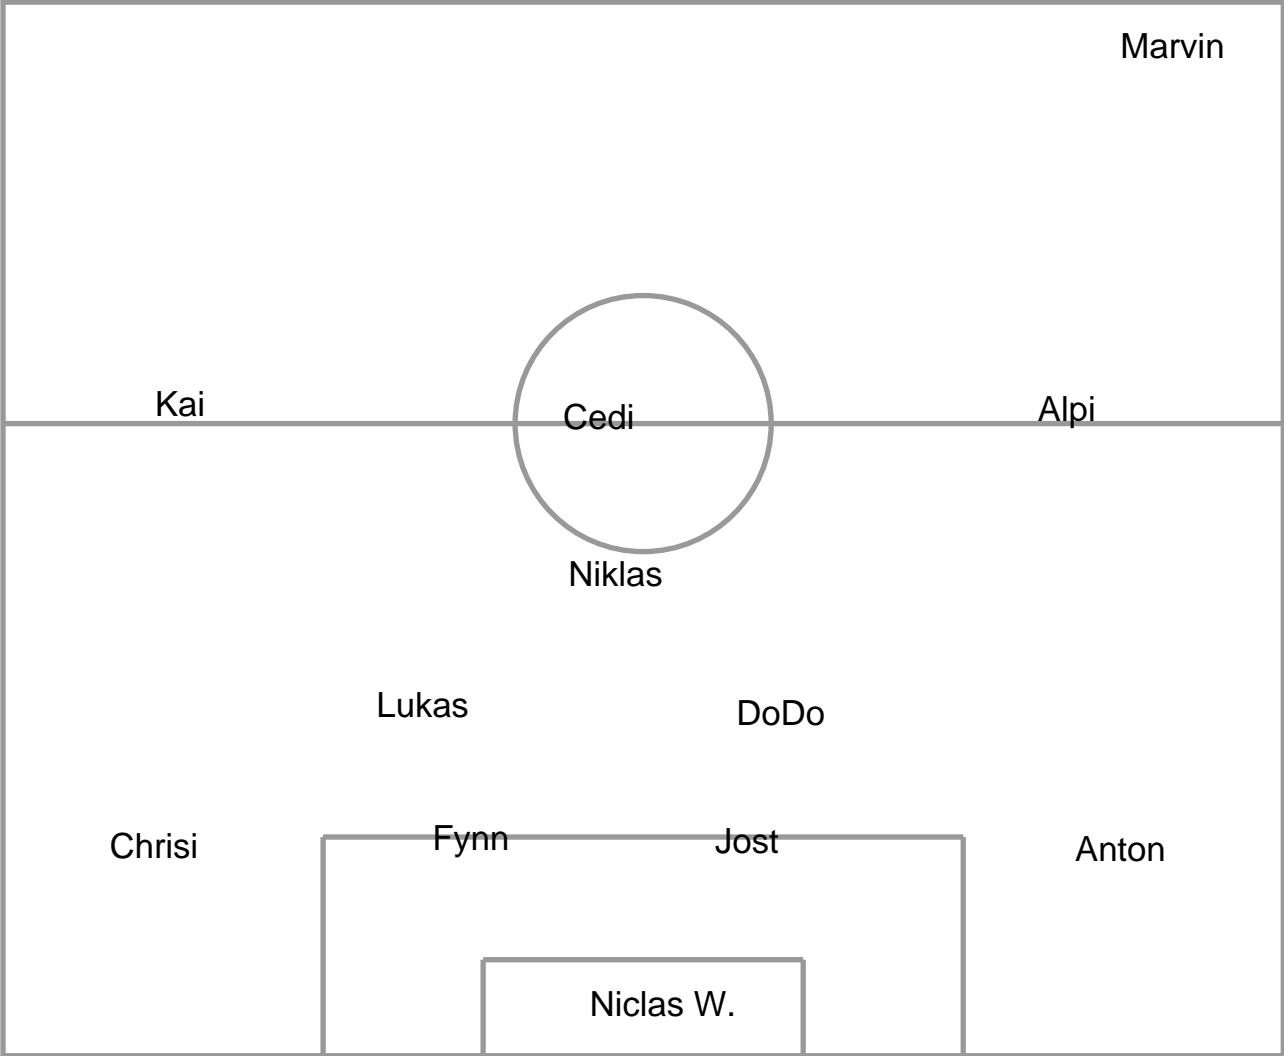 Marvin
Kai
Cedi
Alpi
Niklas
Lukas
DoDo
Chrisi
Fynn
Jost
Anton
Niclas W.